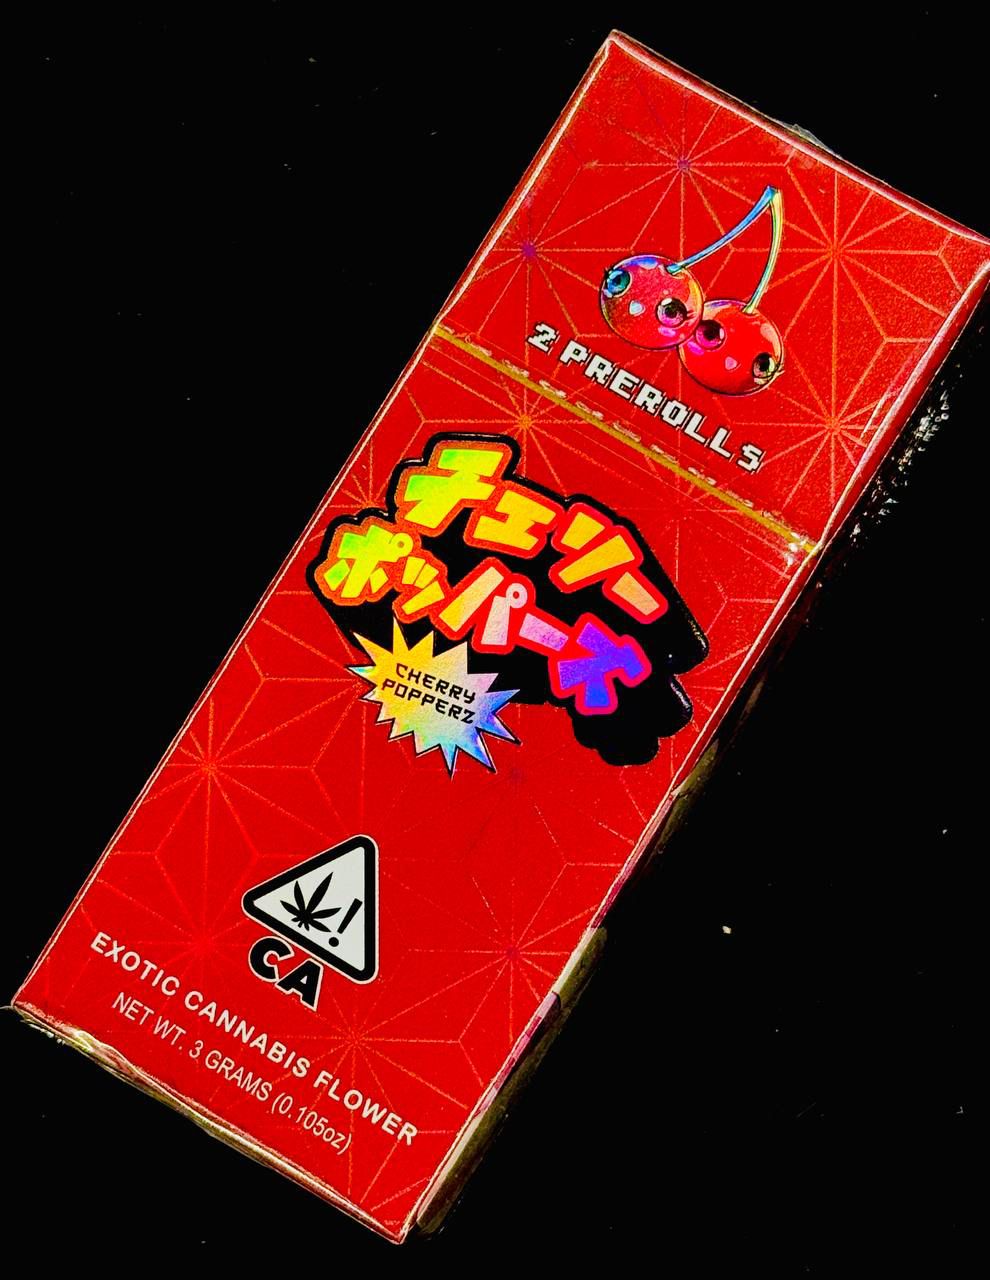 2 PREROLLS
チェリー
ポッパーズ
CHERRY
POPPERZ
!
CA
EXOTIC CANNABIS FLOWER
NET WT. 3 GRAMS (0.105oz)